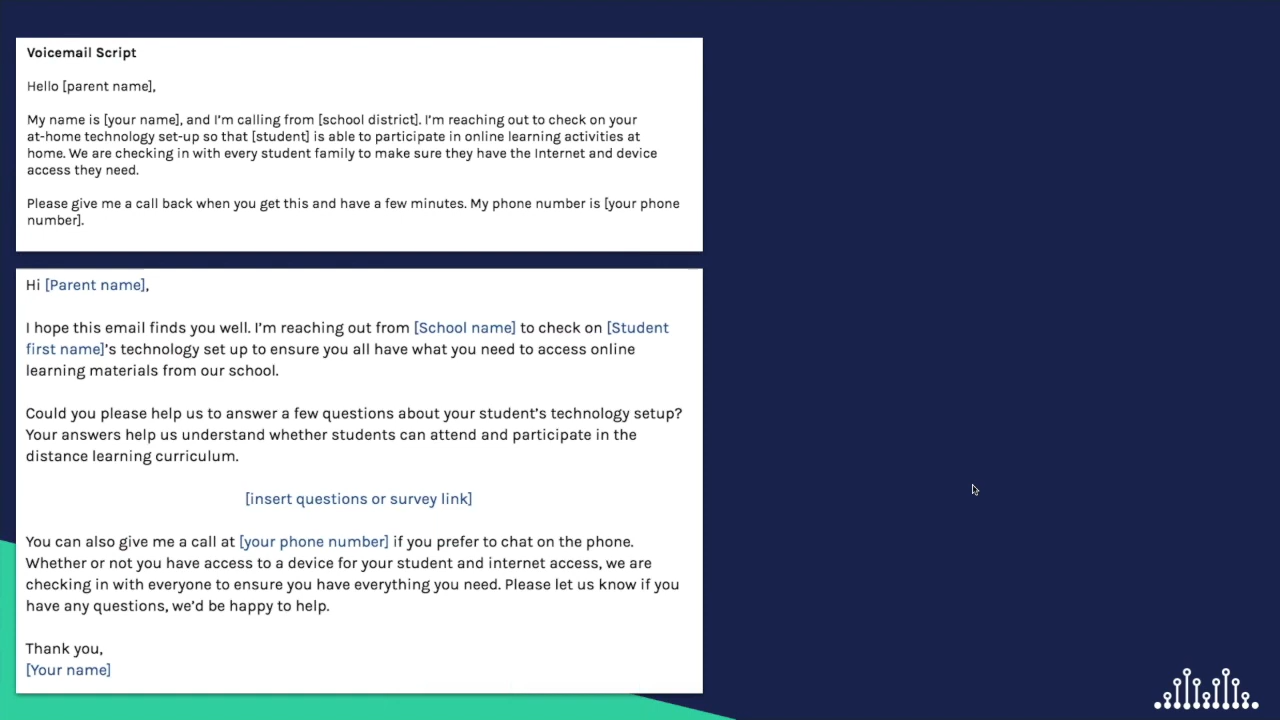 Voicemail Script
Hello [parent name],
My name is [your name], and I'm calling from [school district]. I'm reaching out to check on your
at-home technology set-up so that [student] is able to participate in online learning activities at
home. We are checking in with every student family to make sure they have the Internet and device
access they need.
Please give me a call back when you get this and have a few minutes. My phone number is [your phone
number].
Hi [Parent name],
I hope this email finds you well. I'm reaching out from [School name] to check on [Student
first name]'s technology set up to ensure you all have what you need to access online
learning materials from our school.
Could you please help us to answer a few questions about your student's technology setup?
Your answers help us understand whether students can attend and participate in the
distance learning curriculum.
[insert questions or survey link]
You can also give me a call at [your phone number] if you prefer to chat on the phone.
Whether or not you have access to a device for your student and internet access, we are
checking in with everyone to ensure you have everything you need. Please let us know if you
have any questions, we'd be happy to help.
Thank you,
[Your name]